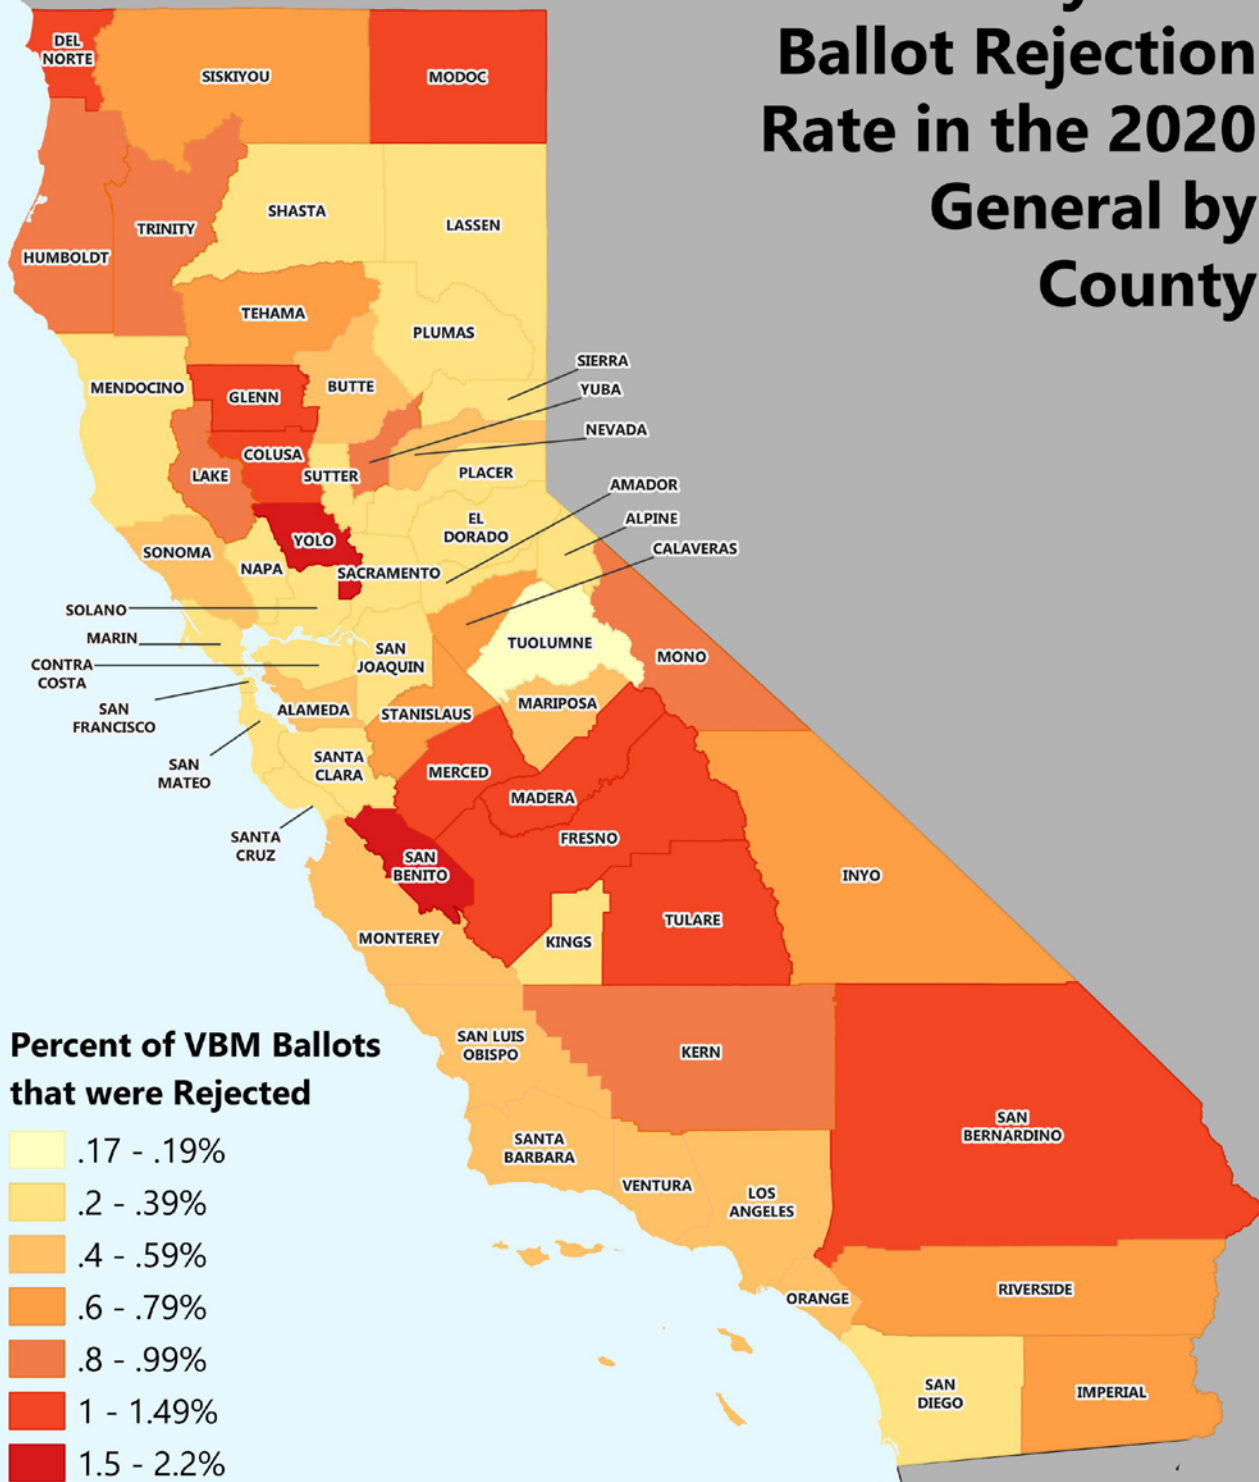 Ballot Rejection
Rate in the 2020
General by
County
DEL
NORTE
SISKIYOU
MODOC
SHASTA
LASSEN
TRINITY
HUMBOLDT
TEHAMA
PLUMAS
MENDOCINO
GLENN
BUTTE
SIERRA
YUBA
NEVADA
COLUSA
LAKE
SUTTER
PLACER
AMADOR
EL
DORADO
ALPINE
YOLO
SONOMA
CALAVERAS
NAPA
SACRAMENTO
SOLANO
MARIN
CONTRA
COSTA
SAN
JOAQUIN
TUOLUMNE
MONO
SAN
FRANCISCO
ALAMEDA
STANISLAUS
MARIPOSA
SAN
MATEO
SANTA
CLARA
MERCED
MADERA
SANTA
CRUZ
FRESNO
SAN
BENITO
INYO
TULARE
MONTEREY
KINGS
SAN LUIS
OBISPO
KERN
SAN
BERNARDINO
SANTA
BARBARA
VENTURA
LOS
ANGELES
ORANGE
RIVERSIDE
SAN
DIEGO
IMPERIAL
Percent of VBM Ballots
that were Rejected
.17 - .19%
.2 - .39%
.4 - .59%
.6 - .79%
.8 - .99%
1 - 1.49%
1.5 - 2.2%